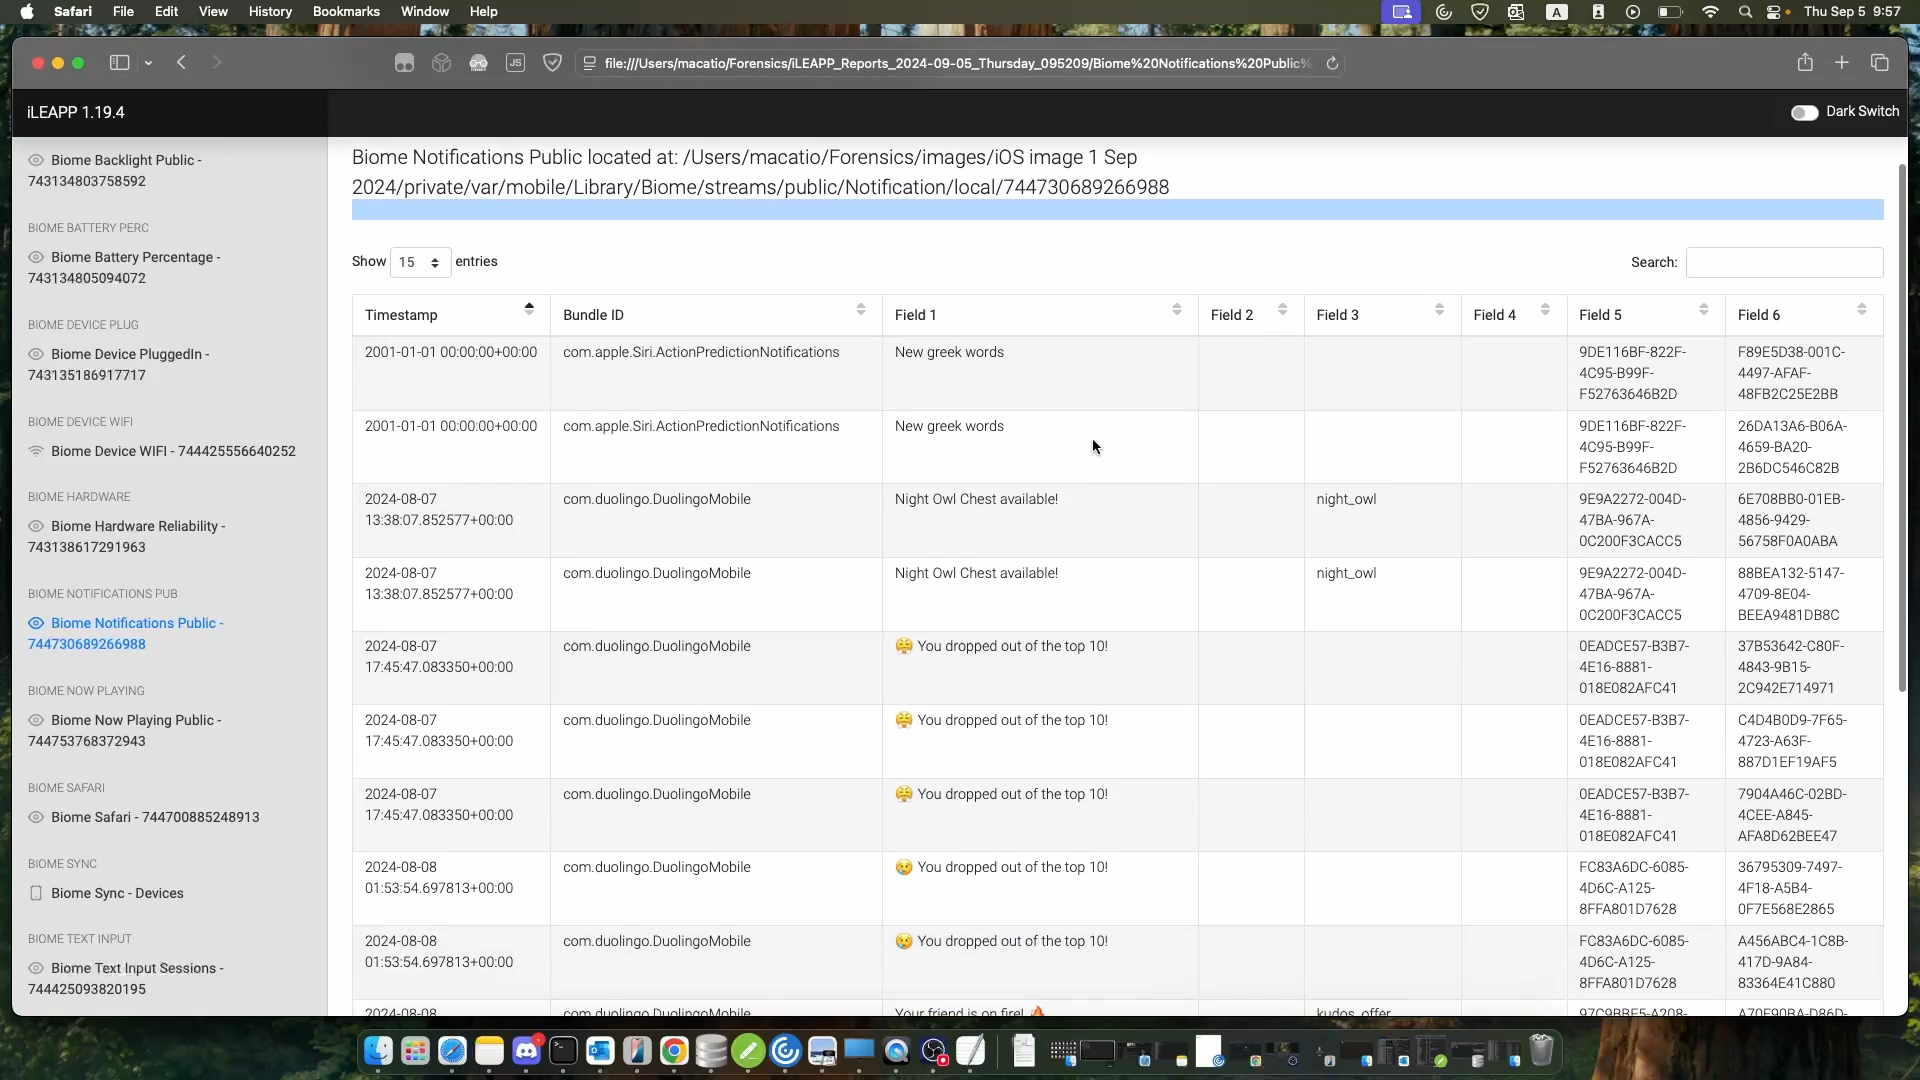 Safari File Edit View History Bookmarks Window Help
A
Thu Sep 5 9:57
JS
file:///Users/macatio/Forensics/iLEAPP_Reports_2024-09-05_Thursday_095209/Biome%20Notifications%20Public%
iLEAPP 1.19.4
Dark Switch
Biome Backlight Public -
743134803758592
BIOME BATTERY PERC
Biome Battery Percentage -
743134805094072
BIOME DEVICE PLUG
Biome Device PluggedIn -
743135186917717
BIOME DEVICE WIFI
Biome Device WIFI - 744425556640252
BIOME HARDWARE
Biome Hardware Reliability -
743138617291963
BIOME NOTIFICATIONS PUB
Biome Notifications Public -
744730689266988
BIOME NOW PLAYING
Biome Now Playing Public -
744753768372943
BIOME SAFARI
Biome Safari - 744700885248913
BIOME SYNC
Biome Sync - Devices
BIOME TEXT INPUT
Biome Text Input Sessions -
744425093820195
Biome Notifications Public located at: /Users/macatio/Forensics/images/iOS image 1 Sep
2024/private/var/mobile/Library/Biome/streams/public/Notification/local/744730689266988
Show 15 entries
Search:
Timestamp Bundle ID Field 1 Field 2 Field 3 Field 4 Field 5 Field 6
2001-01-01 00:00:00+00:00 com.apple.Siri.ActionPredictionNotifications New greek words 9DE116BF-822F- F89E5D38-001C-
4C95-B99F- 4497-AFAF-
F52763646B2D 48FB2C25E2BB
2001-01-01 00:00:00+00:00 com.apple.Siri.ActionPredictionNotifications New greek words 9DE116BF-822F- 26DA13A6-B06A-
4C95-B99F- 4659-BA20-
F52763646B2D 2B6DC546C82B
2024-08-07 com.duolingo.DuolingoMobile Night Owl Chest available! night_owl 9E9A2272-004D- 6E708BB0-01EB-
13:38:07.852577+00:00 47BA-967A- 4856-9429-
0C200F3CACC5 56758F0A0ABA
2024-08-07 com.duolingo.DuolingoMobile Night Owl Chest available! night_owl 9E9A2272-004D- 88BEA132-5147-
13:38:07.852577+00:00 47BA-967A- 4709-8E04-
0C200F3CACC5 BEEA9481DB8C
2024-08-07 com.duolingo.DuolingoMobile 😤 You dropped out of the top 10! 0EADCE57-B3B7- 37B53642-C80F-
17:45:47.083350+00:00 4E16-8881- 4843-9B15-
018E082AFC41 2C942E714971
2024-08-07 com.duolingo.DuolingoMobile 😤 You dropped out of the top 10! 0EADCE57-B3B7- C4D4B0D9-7F65-
17:45:47.083350+00:00 4E16-8881- 4723-A63F-
018E082AFC41 887D1EF19AF5
2024-08-07 com.duolingo.DuolingoMobile 😤 You dropped out of the top 10! 0EADCE57-B3B7- 7904A46C-02BD-
17:45:47.083350+00:00 4E16-8881- 4CEE-A845-
018E082AFC41 AFA8D62BEE47
2024-08-08 com.duolingo.DuolingoMobile 😢 You dropped out of the top 10! FC83A6DC-6085- 36795309-7497-
01:53:54.697813+00:00 4D6C-A125- 4F18-A5B4-
8FFA801D7628 0F7E568E2865
2024-08-08 com.duolingo.DuolingoMobile 😢 You dropped out of the top 10! FC83A6DC-6085- A456ABC4-1C8B-
01:53:54.697813+00:00 4D6C-A125- 417D-9A84-
8FFA801D7628 83364E41C880
2024-08-08 com.duolingo.DuolingoMobile Your friend is on fire! 🔥 kudos_offer 97C9BBE5-A208- A70E90BA-D86D-